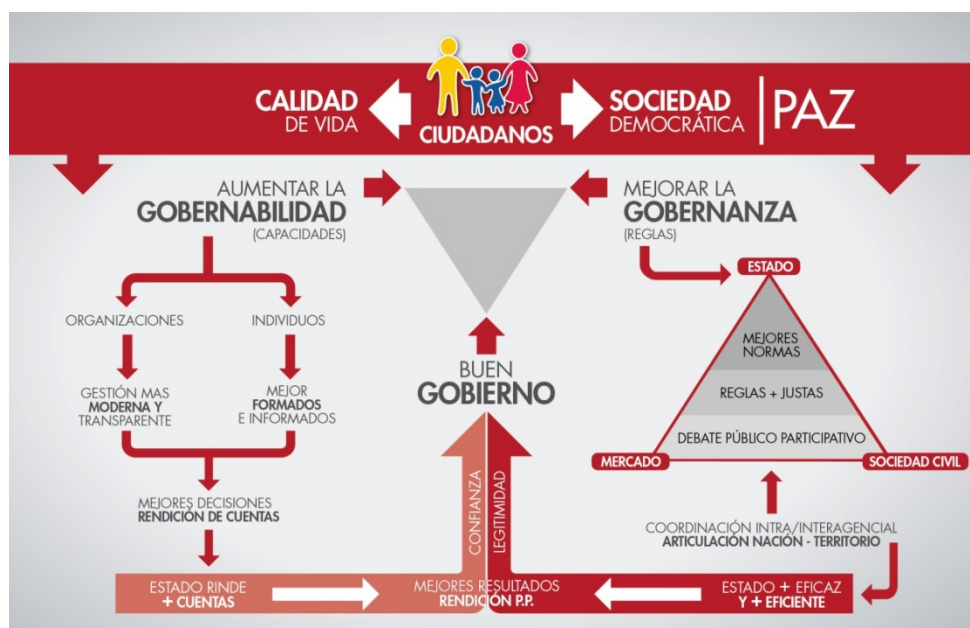 CALIDAD
DE VIDA
CIUDADANOS
SOCIEDAD
DEMOCRÁTICA
PAZ
AUMENTAR LA
GOBERNABILIDAD
(CAPACIDADES)
MEJORAR LA
GOBERNANZA
(REGLAS)
ORGANIZACIONES
INDIVIDUOS
GESTIÓN MAS
MODERNA Y
TRANSPARENTE
MEJOR
FORMADOS
E INFORMADOS
MEJORES DECISIONES
RENDICIÓN DE CUENTAS
BUEN
GOBIERNO
CONFIANZA
LEGITIMIDAD
ESTADO
MEJORES
NORMAS
REGLAS + JUSTAS
DEBATE PÚBLICO PARTICIPATIVO
MERCADO
SOCIEDAD CIVIL
COORDINACIÓN INTRA/INTERAGENCIAL
ARTICULACIÓN NACIÓN - TERRITORIO
ESTADO RINDE
+ CUENTAS
MEJORES RESULTADOS
RENDICIÓN P.P.
ESTADO + EFICAZ
Y + EFICIENTE